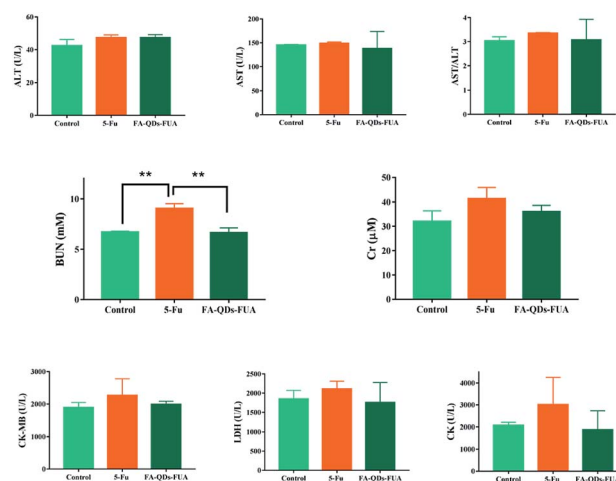 ALT (U/L)
60
40
20
0
Control
5-Fu
FA-QDs-FUA
AST (U/L)
200
150
100
50
0
Control
5-Fu
FA-QDs-FUA
AST/ALT
4
3
2
1
0
Control
5-Fu
FA-QDs-FUA
BUN (mM)
10
5
0
**
**
Control
5-Fu
FA-QDs-FUA
Cr (μM)
50
40
30
20
10
0
Control
5-Fu
FA-QDs-FUA
CK-MB
(U/L)
3000
2000
1000
0
Control
5-Fu
FA-QDs-FUA
LDH (U/L)
2500
2000
1500
1000
500
0
Control
5-Fu
FA-QDs-FUA
CK
(U/L)
5000
4000
3000
2000
1000
0
Control
5-Fu
FA-QDs-FUA